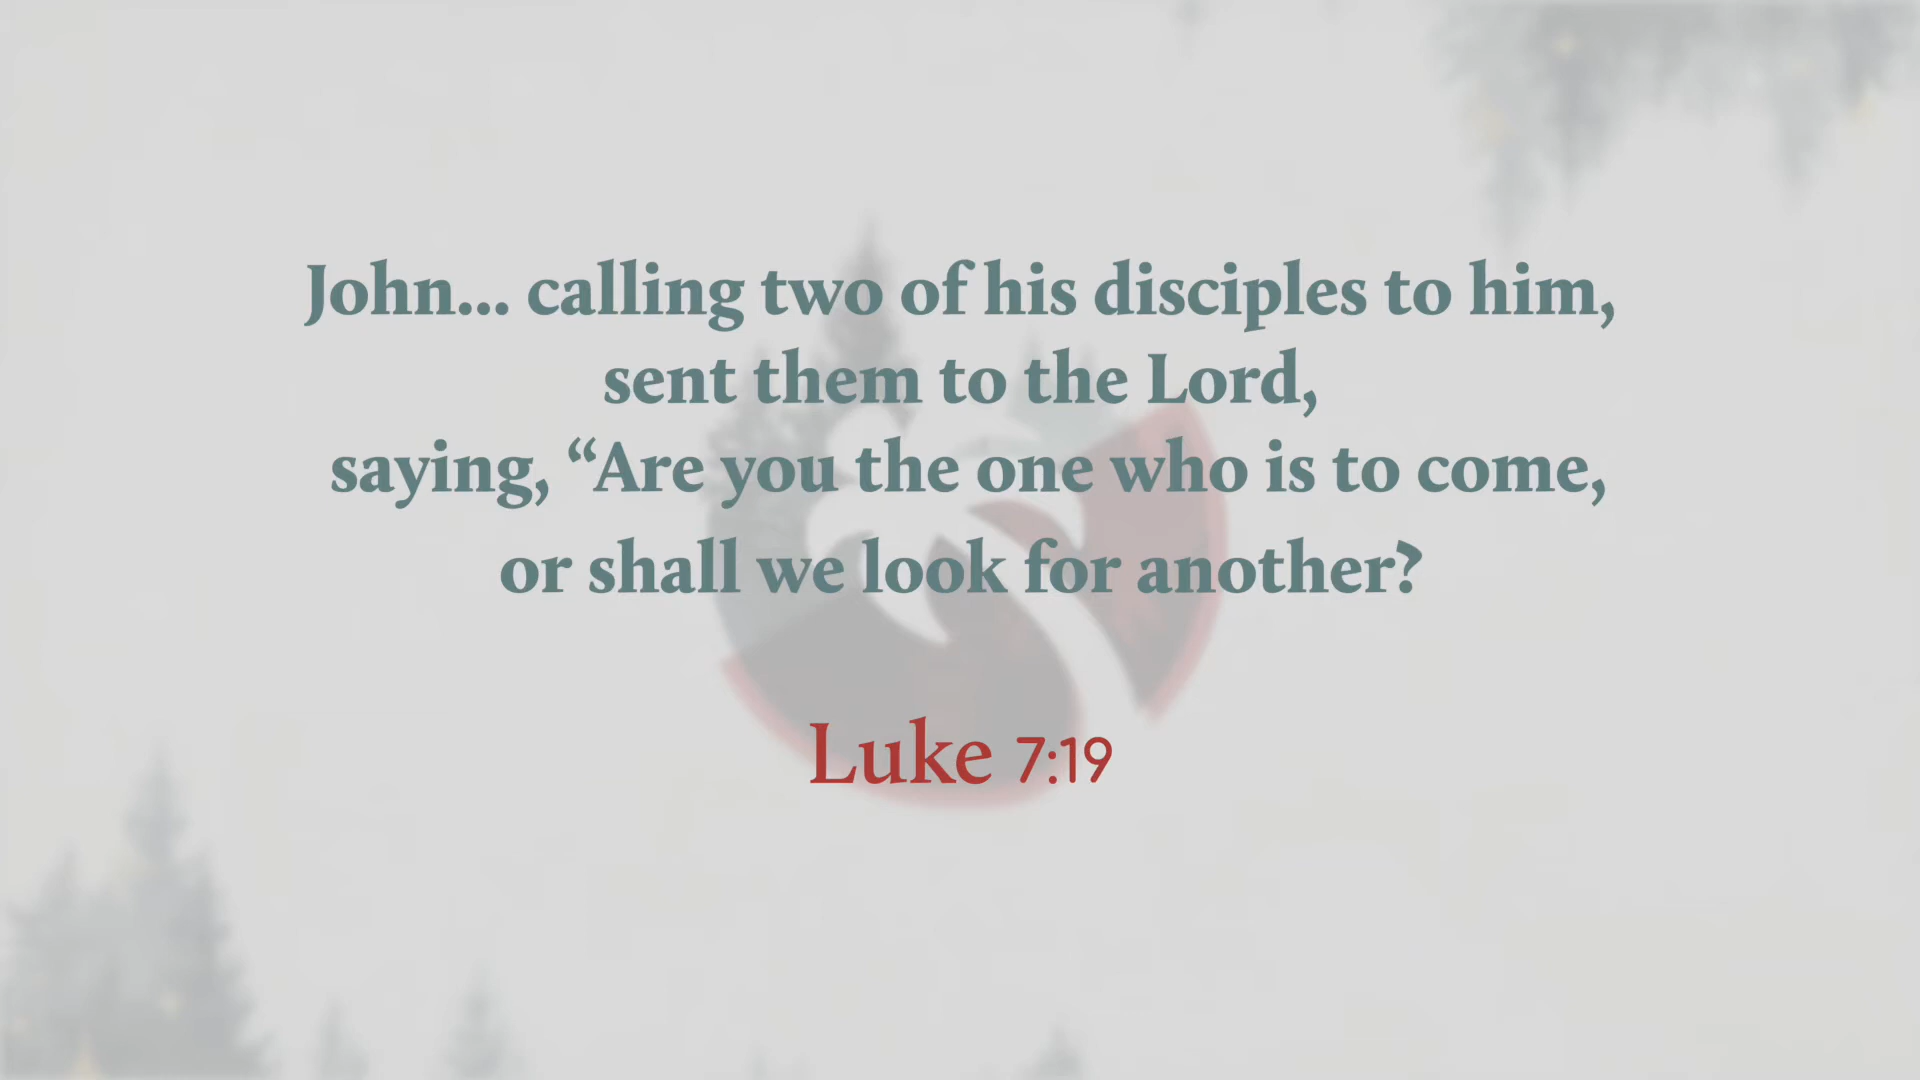 John... calling two of his disciples to him,
sent them to the Lord,
saying, “Are you the one who is to come,
or shall we look for another?
Luke 7:19